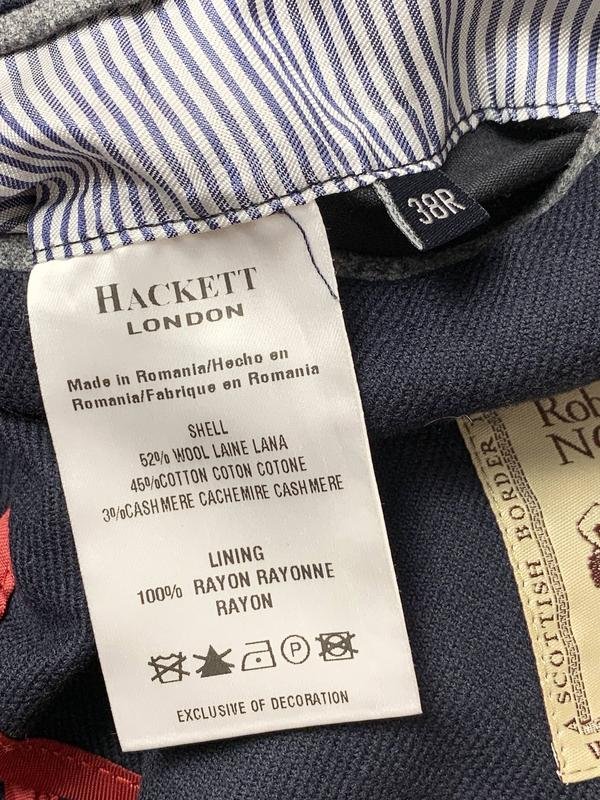 38R
HACKETT
LONDON
Made in Romania/Hecho en
Romania/Fabrique en Romania
SHELL
52% WOOL LAINE LANA
45%COTTON COTON COTONE
3%CASHMERE CACHEMIRE CASHMERE
LINING
100% RAYON RAYONNE
RAYON
P
EXCLUSIVE OF DECORATION
Rob
A SCOTTISH BORDER